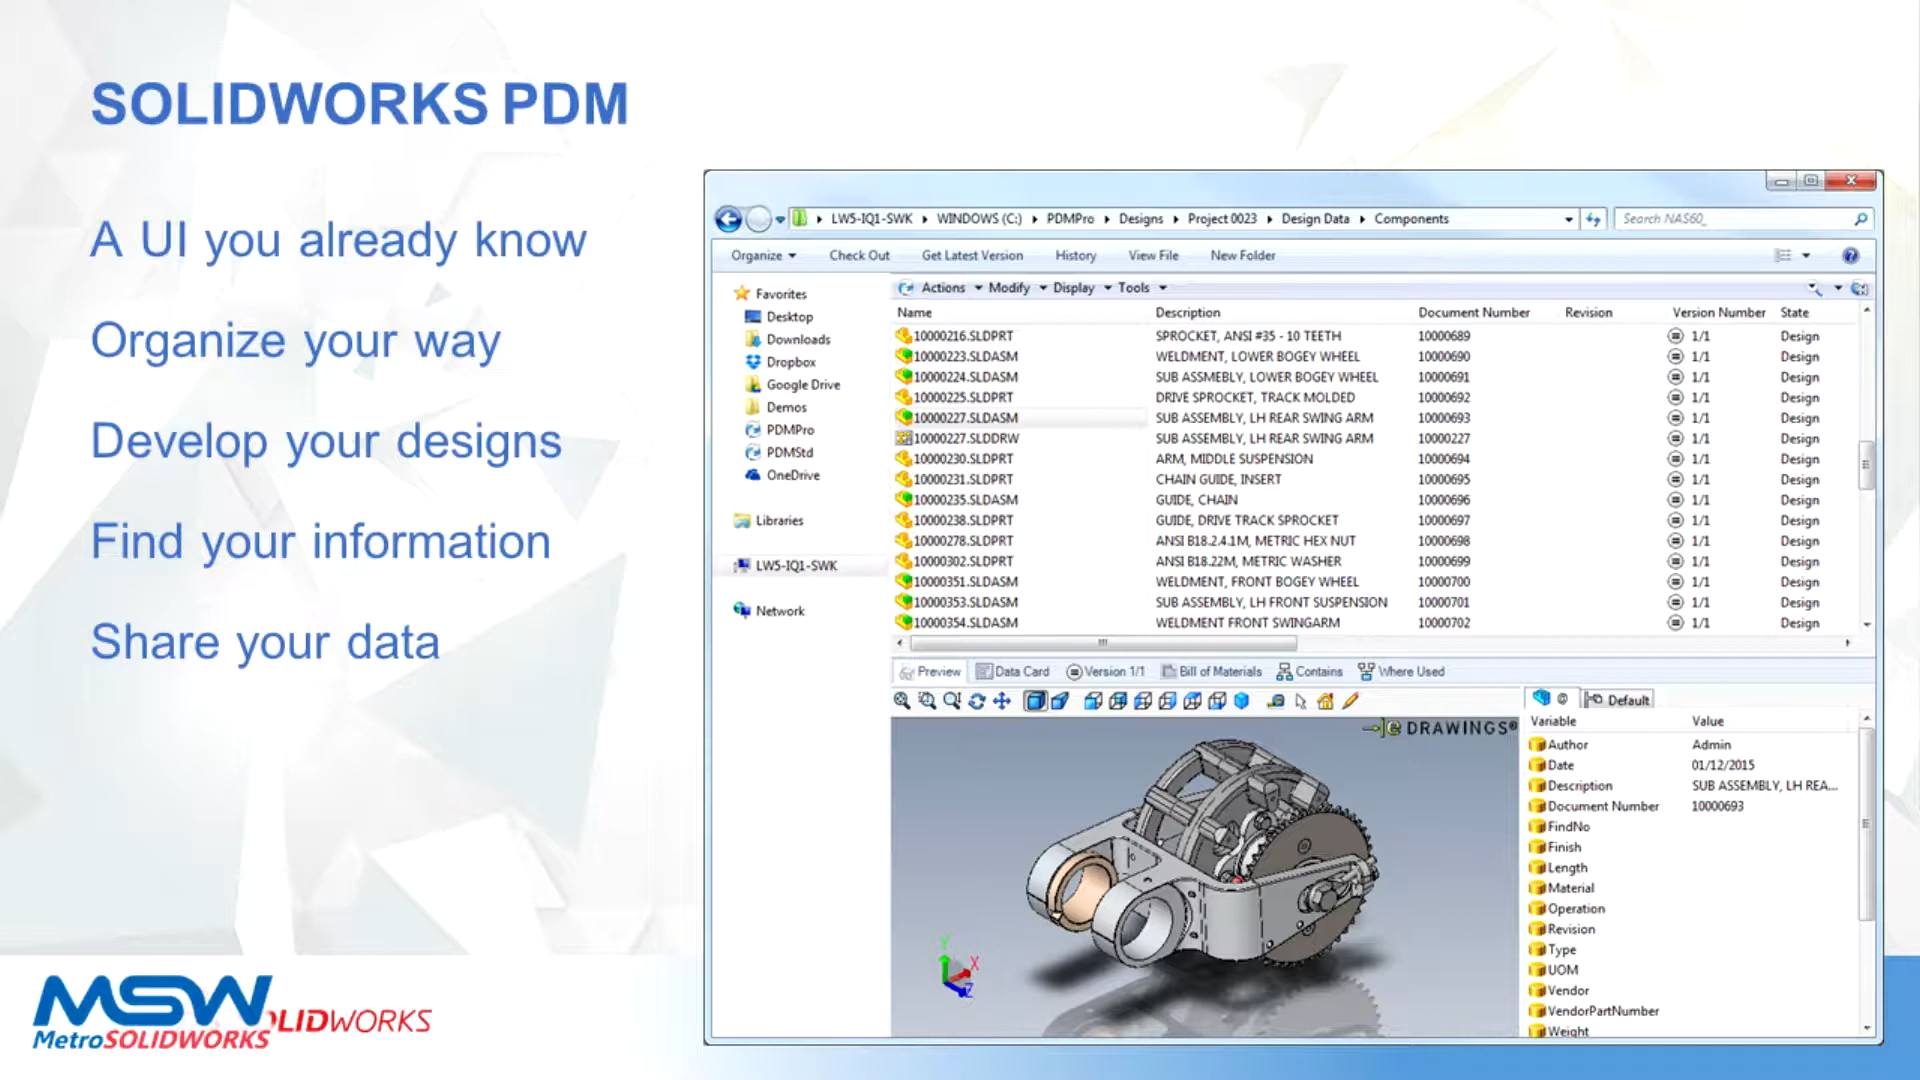 SOLIDWORKS PDM
A UI you already know
Organize your way
Develop your designs
Find your information
Share your data
LW5-IQ1-SWK WINDOWS (C:) PDMPro Designs Project 0023 Design Data Components Search NAS60_
Organize Check Out Get Latest Version History View File New Folder
Favorites
Desktop
Downloads
Dropbox
Google Drive
Demos
PDMPro
PDMStd
OneDrive
Libraries
LW5-IQ1-SWK
Network
Actions Modify Display Tools
Name Description Document Number Revision Version Number State
10000216.SLDPRT SPROCKET, ANSI #35 - 10 TEETH 10000689 1/1 Design
10000223.SLDASM WELDMENT, LOWER BOGEY WHEEL 10000690 1/1 Design
10000224.SLDASM SUB ASSMEBLY, LOWER BOGEY WHEEL 10000691 1/1 Design
10000225.SLDPRT DRIVE SPROCKET, TRACK MOLDED 10000692 1/1 Design
10000227.SLDASM SUB ASSEMBLY, LH REAR SWING ARM 10000693 1/1 Design
10000227.SLDDRW SUB ASSEMBLY, LH REAR SWING ARM 10000227 1/1 Design
10000230.SLDPRT ARM, MIDDLE SUSPENSION 10000694 1/1 Design
10000231.SLDPRT CHAIN GUIDE, INSERT 10000695 1/1 Design
10000235.SLDASM GUIDE, CHAIN 10000696 1/1 Design
10000238.SLDPRT GUIDE, DRIVE TRACK SPROCKET 10000697 1/1 Design
10000278.SLDPRT ANSI B18.2.4.1M, METRIC HEX NUT 10000698 1/1 Design
10000302.SLDPRT ANSI B18.22M, METRIC WASHER 10000699 1/1 Design
10000351.SLDASM WELDMENT, FRONT BOGEY WHEEL 10000700 1/1 Design
10000353.SLDASM SUB ASSEMBLY, LH FRONT SUSPENSION 10000701 1/1 Design
10000354.SLDASM WELDMENT FRONT SWINGARM 10000702 1/1 Design
Preview Data Card Version 1/1 Bill of Materials Contains Where Used
@ Default
eDRAWINGS®
Variable Value
Author Admin
Date 01/12/2015
Description SUB ASSEMBLY, LH REA...
Document Number 10000693
FindNo
Finish
Length
Material
Operation
Revision
Type
UOM
Vendor
VendorPartNumber
Weight
Y
X
Z
MSW
MetroSOLIDWORKS
LIDWORKS